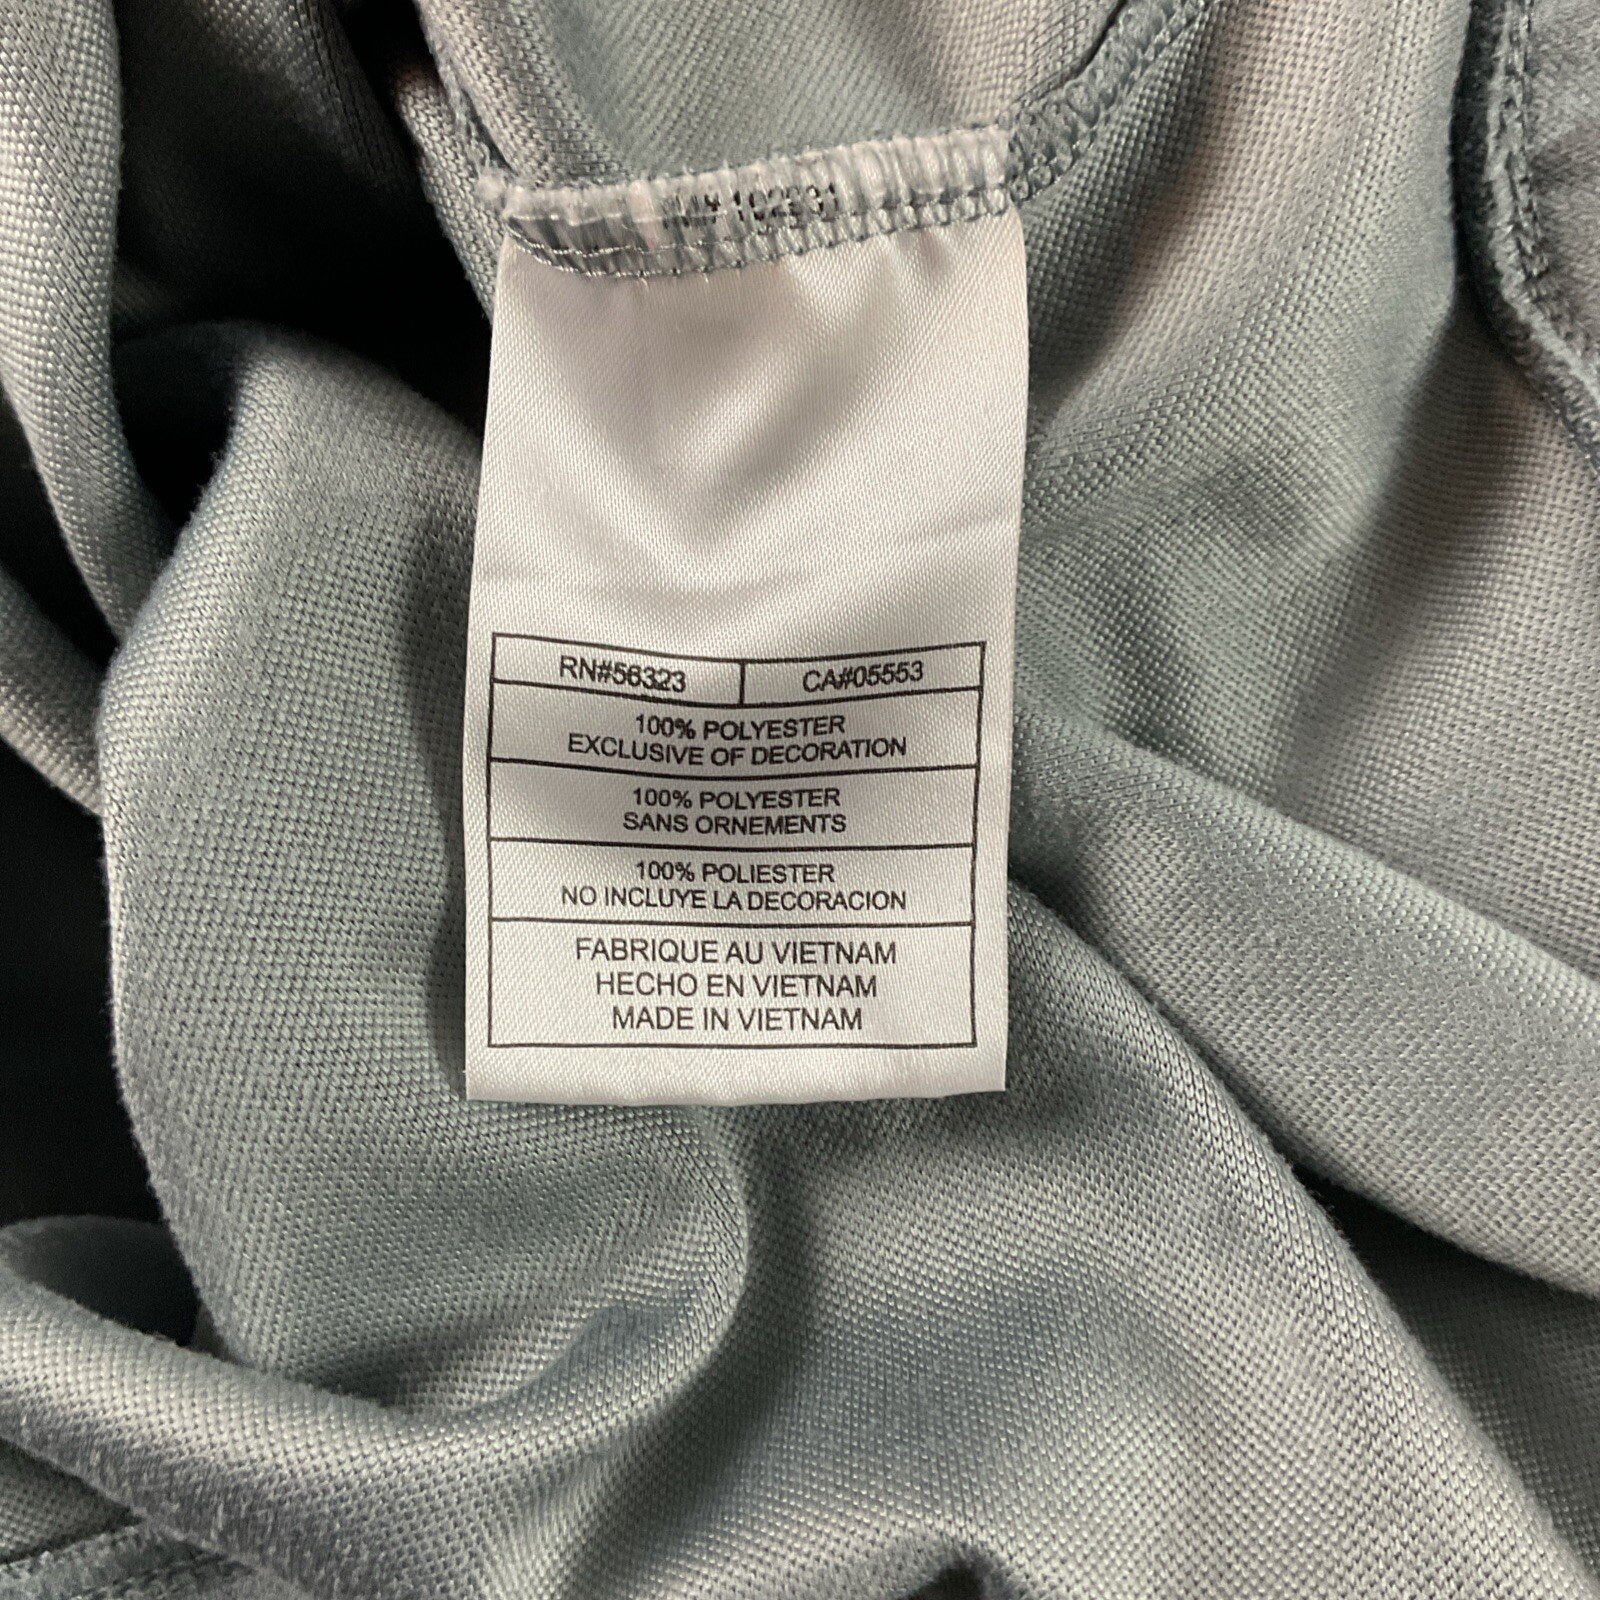 RN#56323 CA#05553
100% POLYESTER
EXCLUSIVE OF DECORATION
100% POLYESTER
SANS ORNEMENTS
100% POLIESTER
NO INCLUYE LA DECORACION
FABRIQUE AU VIETNAM
HECHO EN VIETNAM
MADE IN VIETNAM